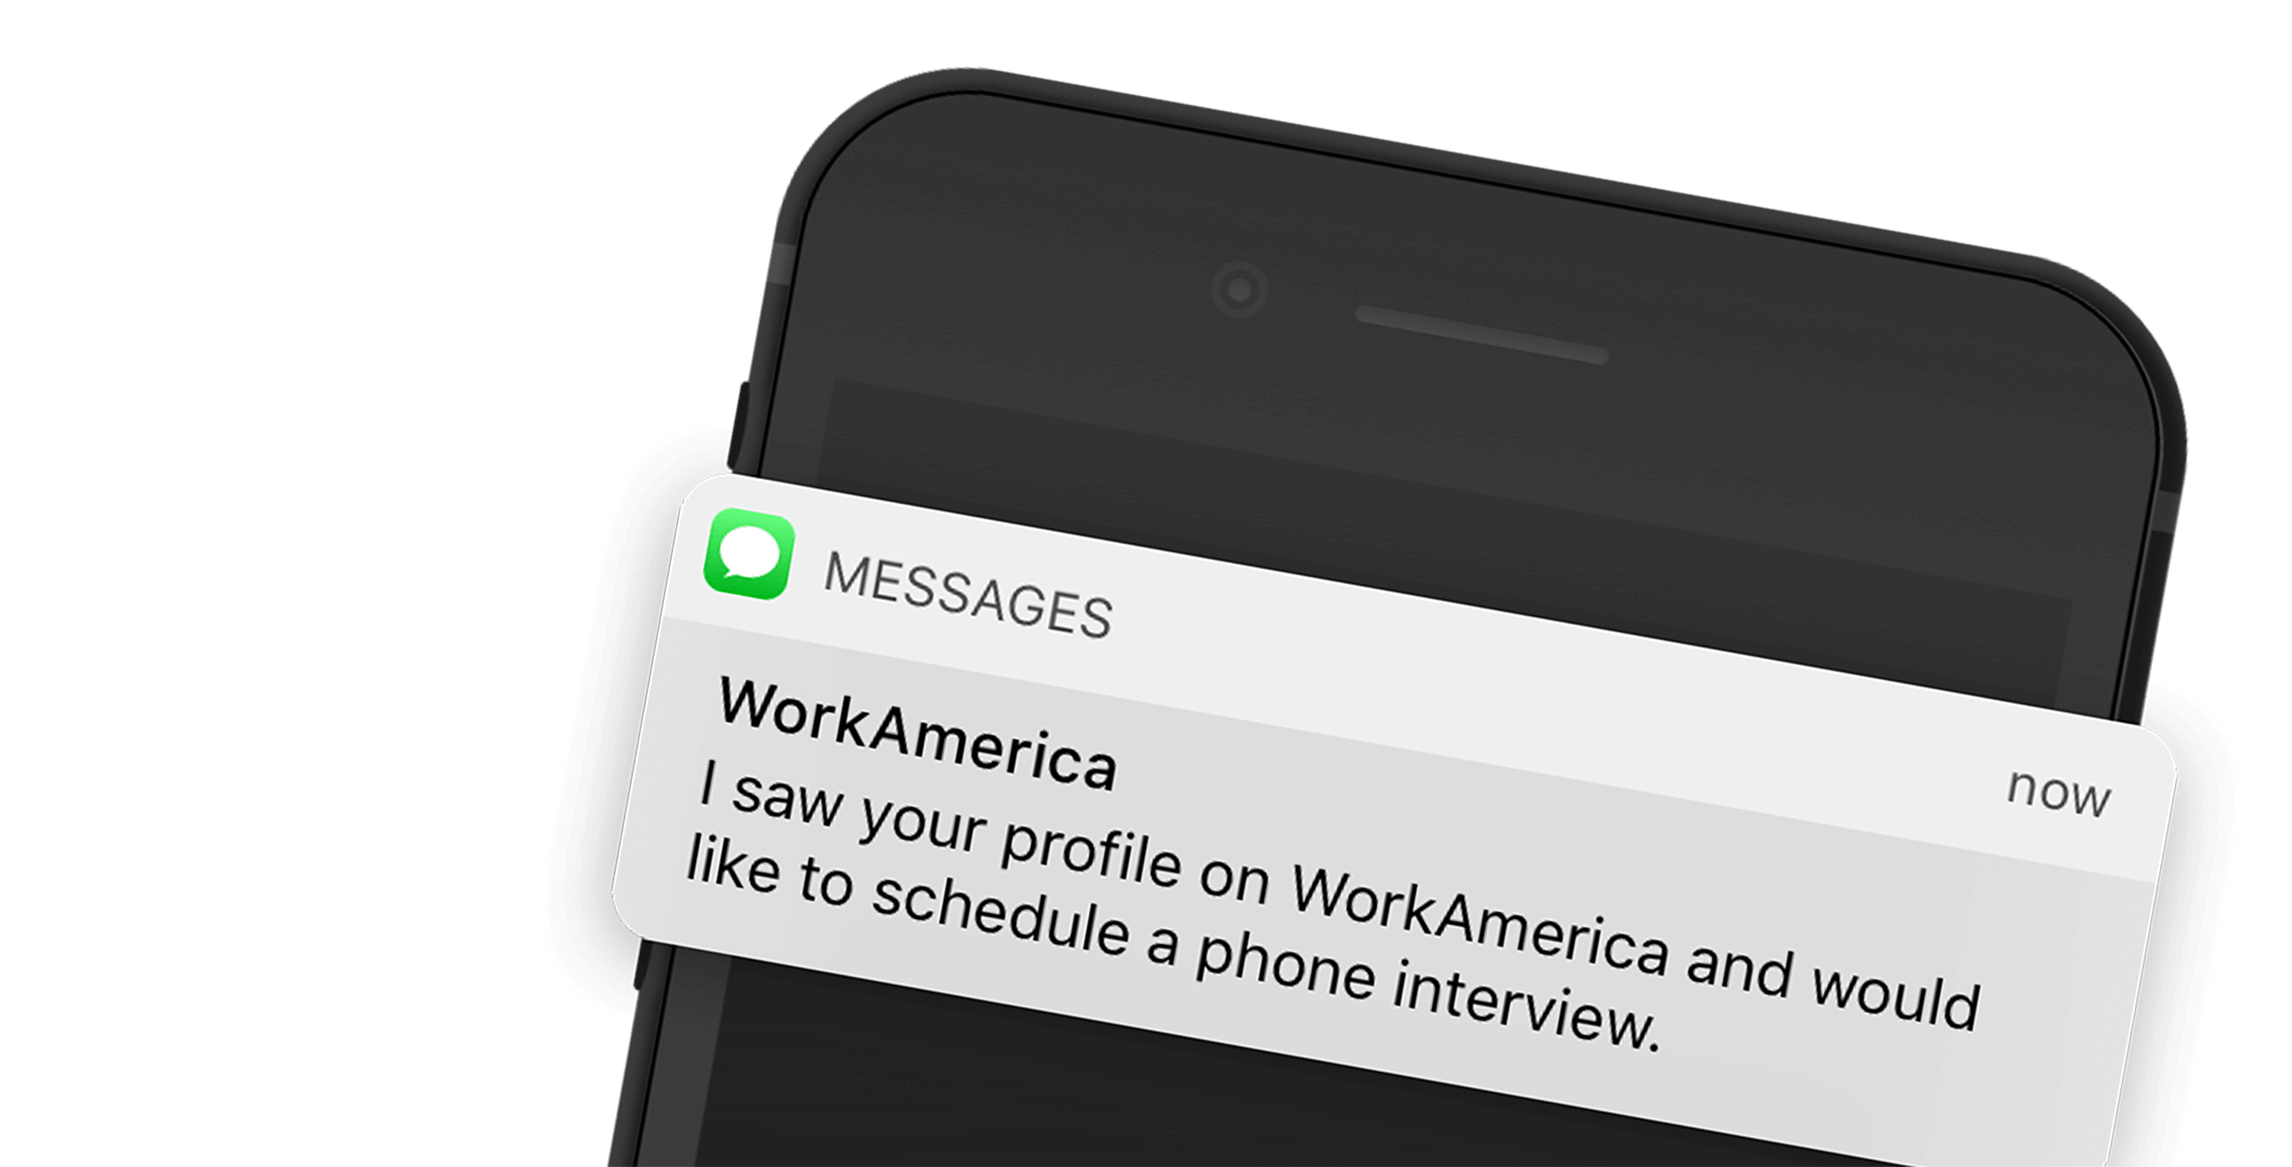 MESSAGES
now
WorkAmerica
I saw your profile on WorkAmerica and would
like to schedule a phone interview.